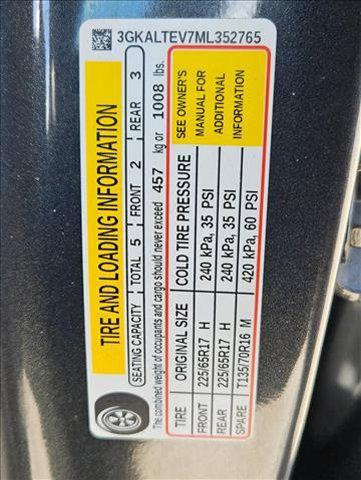 3GKALTEV7ML352765
TIRE AND LOADING INFORMATION
SEATING CAPACITY TOTAL 5 FRONT 2 REAR 3
The combined weight of occupants and cargo should never exceed 457 kg or 1008 lbs.
TIRE ORIGINAL SIZE COLD TIRE PRESSURE SEE OWNER'S
FRONT 225/65R17 H 240 kPa, 35 PSI MANUAL FOR
REAR 225/65R17 H 240 kPa, 35 PSI ADDITIONAL
SPARE T135/70R16 M 420 kPa, 60 PSI INFORMATION